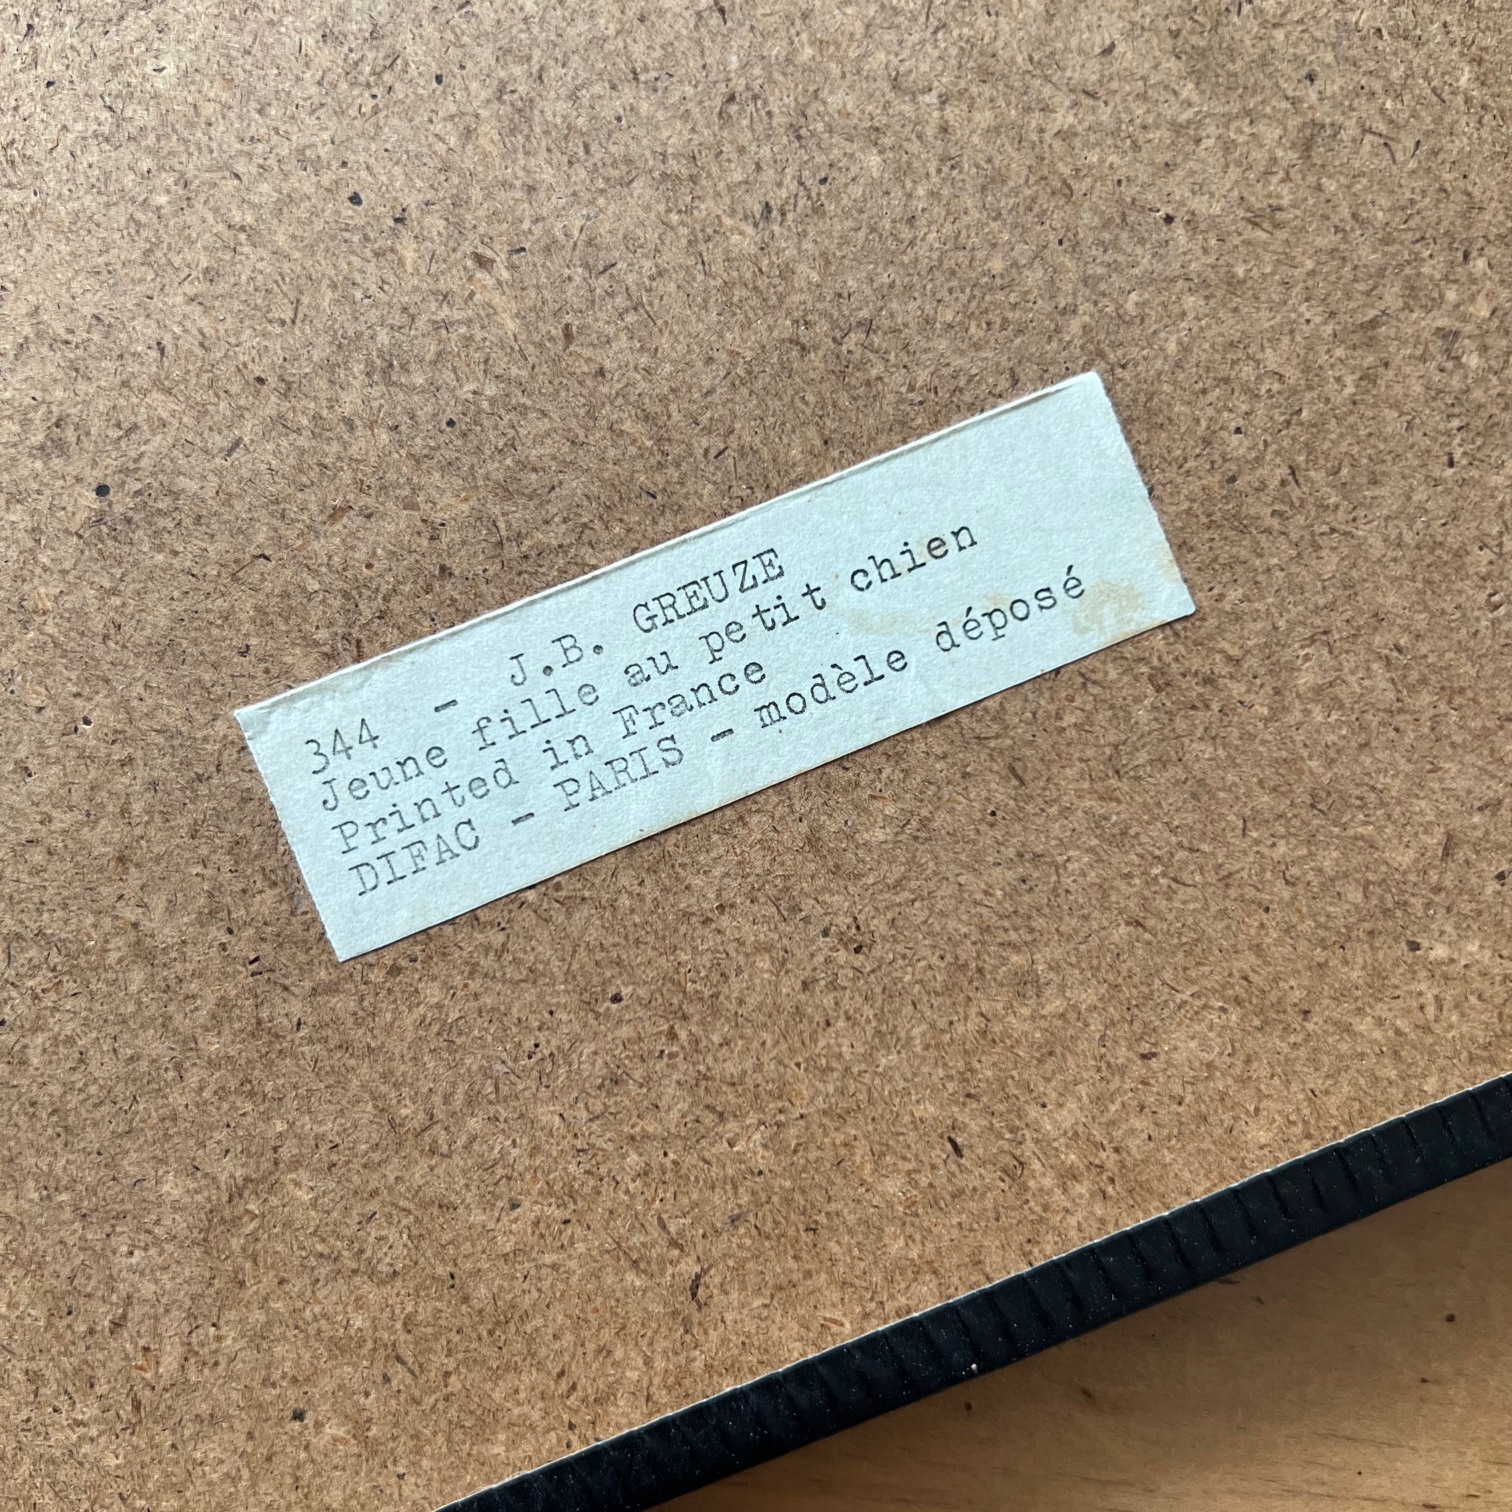 344 - J.B. GREUZE
Jeune fille au petit chien
Printed in France
DIFAC - PARIS - modèle déposé